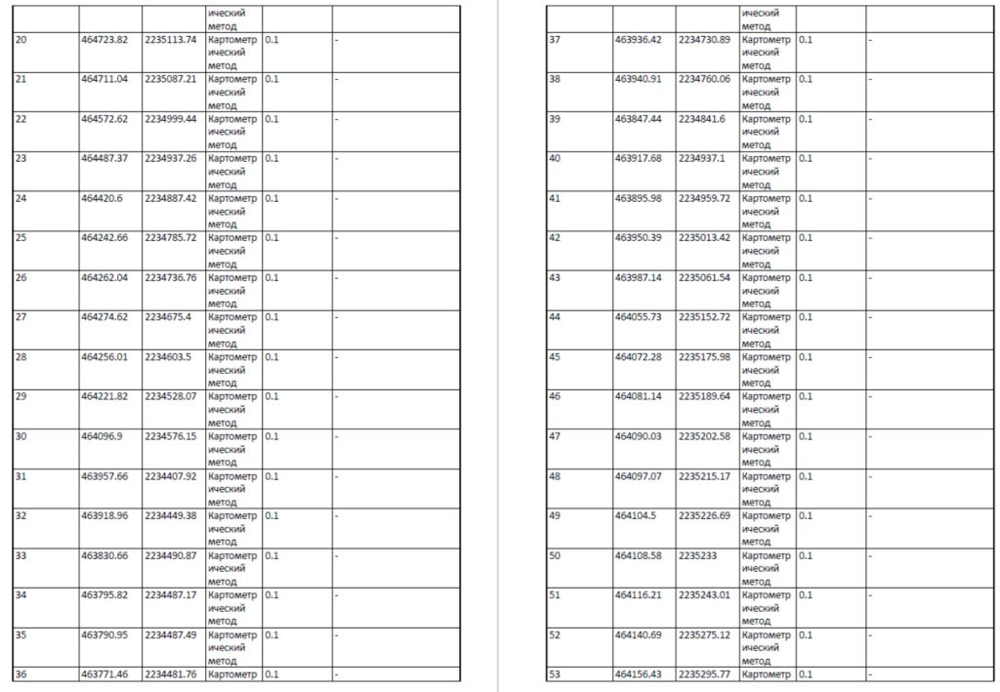 ический
метод
20 464723.82 2235113.74 Картометр 0.1 -
ический
метод
21 464711.04 2235087.21 Картометр 0.1 -
ический
метод
22 464572.62 2234999.44 Картометр 0.1 -
ический
метод
23 464487.37 2234937.26 Картометр 0.1 -
ический
метод
24 464420.6 2234887.42 Картометр 0.1 -
ический
метод
25 464242.66 2234785.72 Картометр 0.1 -
ический
метод
26 464262.04 2234736.76 Картометр 0.1 -
ический
метод
27 464274.62 2234675.4 Картометр 0.1 -
ический
метод
28 464256.01 2234603.5 Картометр 0.1 -
ический
метод
29 464221.82 2234528.07 Картометр 0.1 -
ический
метод
30 464096.9 2234576.15 Картометр 0.1 -
ический
метод
31 463957.66 2234407.92 Картометр 0.1 -
ический
метод
32 463918.96 2234449.38 Картометр 0.1 -
ический
метод
33 463830.66 2234490.87 Картометр 0.1 -
ический
метод
34 463795.82 2234487.17 Картометр 0.1 -
ический
метод
35 463790.95 2234487.49 Картометр 0.1 -
ический
метод
36 463771.46 2234481.76 Картометр 0.1 -
ический
метод
37 463936.42 2234730.89 Картометр 0.1 -
ический
метод
38 463940.91 2234760.06 Картометр 0.1 -
ический
метод
39 463847.44 2234841.6 Картометр 0.1 -
ический
метод
40 463917.68 2234937.1 Картометр 0.1 -
ический
метод
41 463895.98 2234959.72 Картометр 0.1 -
ический
метод
42 463950.39 2235013.42 Картометр 0.1 -
ический
метод
43 463987.14 2235061.54 Картометр 0.1 -
ический
метод
44 464055.73 2235152.72 Картометр 0.1 -
ический
метод
45 464072.28 2235175.98 Картометр 0.1 -
ический
метод
46 464081.14 2235189.64 Картометр 0.1 -
ический
метод
47 464090.03 2235202.58 Картометр 0.1 -
ический
метод
48 464097.07 2235215.17 Картометр 0.1 -
ический
метод
49 464104.5 2235226.69 Картометр 0.1 -
ический
метод
50 464108.58 2235233 Картометр 0.1 -
ический
метод
51 464116.21 2235243.01 Картометр 0.1 -
ический
метод
52 464140.69 2235275.12 Картометр 0.1 -
ический
метод
53 464156.43 2235295.77 Картометр 0.1 -